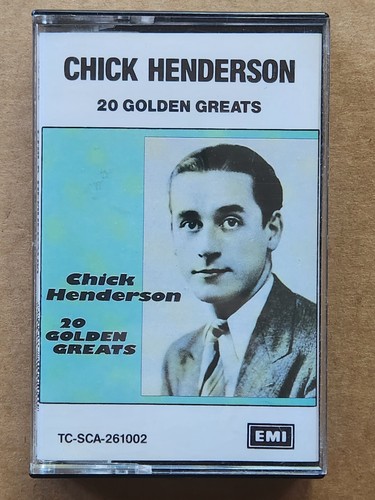 CHICK HENDERSON
20 GOLDEN GREATS
Chick
Henderson
20
GOLDEN
GREATS
TC-SCA-261002
EMI